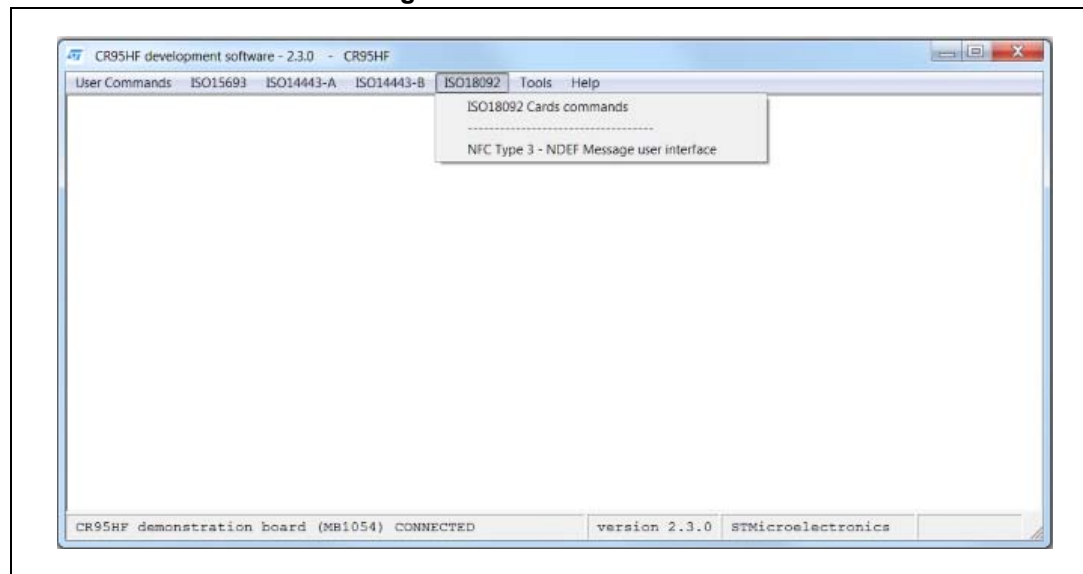 CR95HF development software - 2.3.0 - CR95HF
User Commands ISO15693 ISO14443-A ISO14443-B ISO18092 Tools Help
ISO18092 Cards commands
------------------------------------
NFC Type 3 - NDEF Message user interface
CR95HF demonstration board (MB1054) CONNECTED version 2.3.0 STMicroelectronics